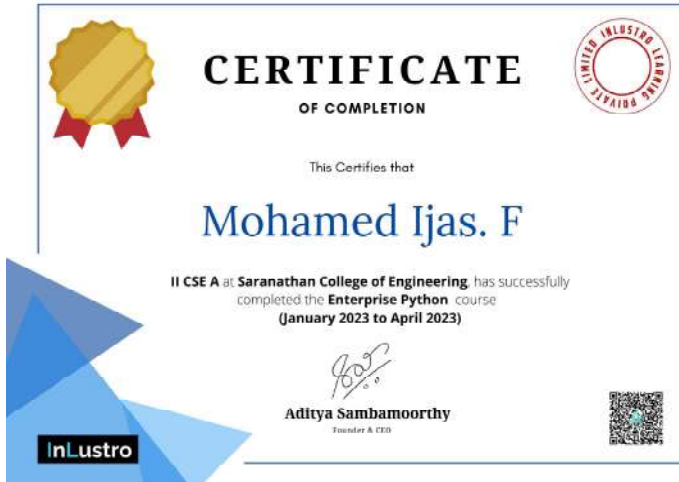 CERTIFICATE
OF COMPLETION
INLUSTRO LEARNING PRIVATE LIMITED
This Certifies that
Mohamed Ijas. F
II CSE A at Saranathan College of Engineering, has successfully
completed the Enterprise Python course
(January 2023 to April 2023)
Aditya Sambamoorthy
Founder & CEO
InLustro